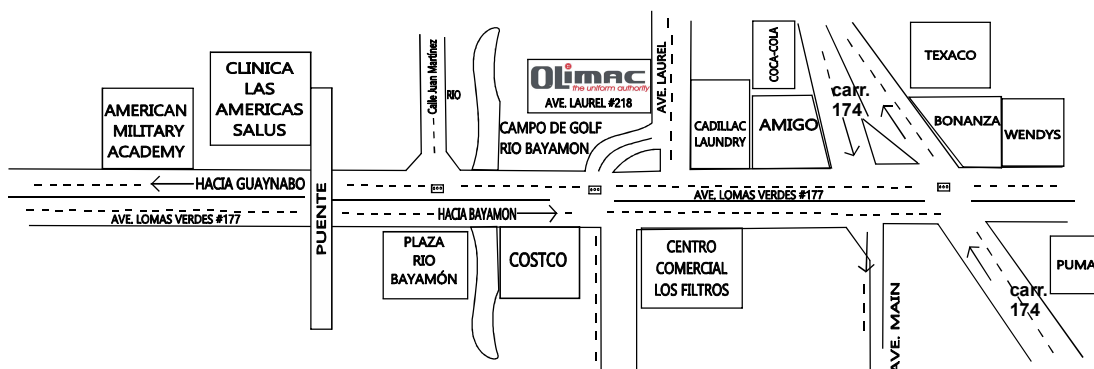 AMERICAN
MILITARY
ACADEMY
CLINICA
LAS
AMERICAS
SALUS
PUENTE
Calle Juan Martínez
RIO
OLiMAC
the uniform authority
AVE. LAUREL #218
CAMPO DE GOLF
RIO BAYAMON
AVE. LAUREL
CADILLAC
LAUNDRY
COCA-COLA
AMIGO
carr.
174
TEXACO
BONANZA
WENDYS
HACIA GUAYNABO
AVE. LOMAS VERDES #177
HACIA BAYAMON
AVE. LOMAS VERDES #177
PLAZA
RIO
BAYAMÓN
COSTCO
CENTRO
COMERCIAL
LOS FILTROS
AVE. MAIN
carr.
174
PUMA